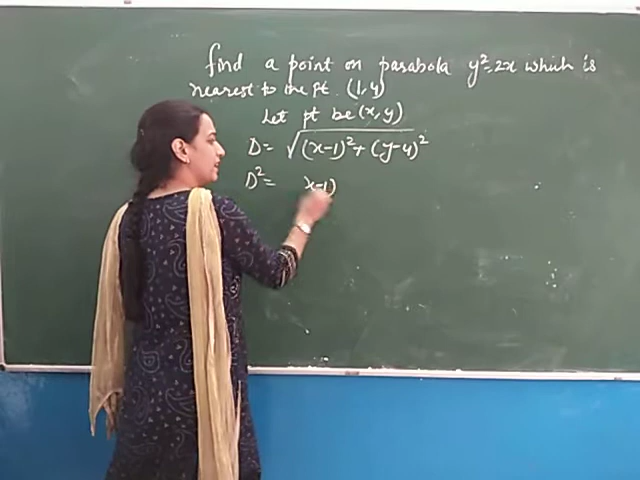 find a point on parabola y²=2x which is
nearest to the pt. (1,4)
Let pt be (x, y)
D = √(x-1)²+(y-4)²
D² = x-1)